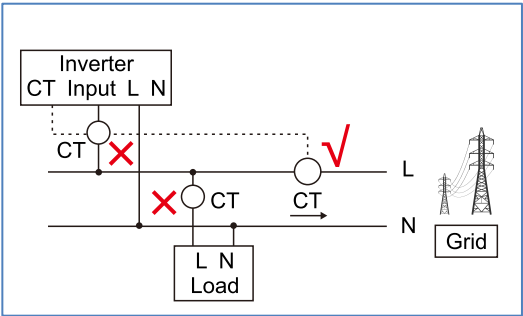 Inverter
CT Input L N
CT
L
CT
CT
N
L N
Load
Grid